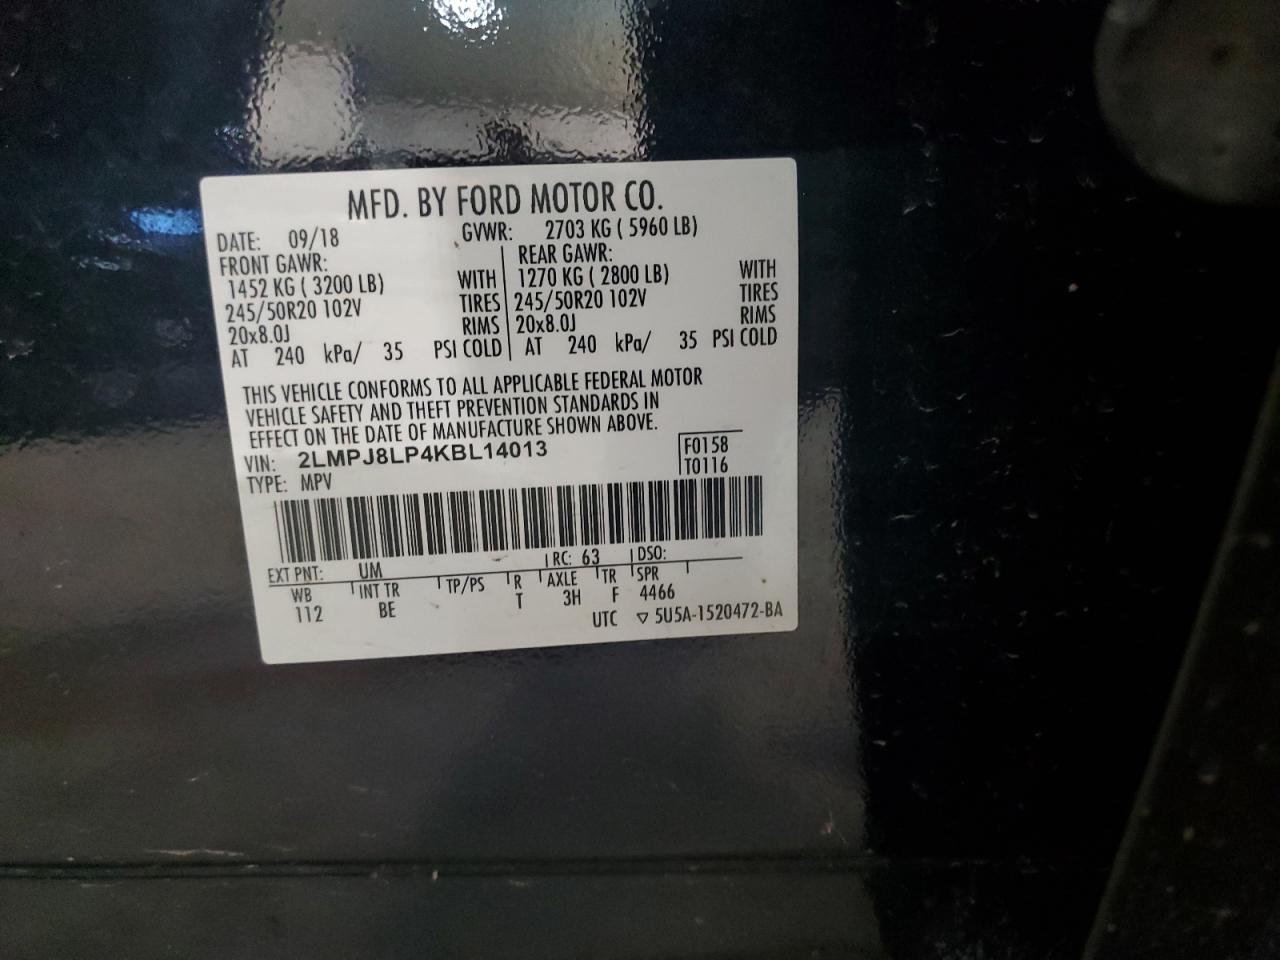 MFD. BY FORD MOTOR CO.
DATE: 09/18 GVWR: 2703 KG ( 5960 LB)
FRONT GAWR: REAR GAWR:
1452 KG ( 3200 LB) WITH 1270 KG ( 2800 LB) WITH
245/50R20 102V TIRES 245/50R20 102V TIRES
20x8.0J RIMS 20x8.0J RIMS
AT 240 kPa/ 35 PSI COLD AT 240 kPa/ 35 PSI COLD
THIS VEHICLE CONFORMS TO ALL APPLICABLE FEDERAL MOTOR
VEHICLE SAFETY AND THEFT PREVENTION STANDARDS IN
EFFECT ON THE DATE OF MANUFACTURE SHOWN ABOVE.
VIN: 2LMPJ8LP4KBL14013 F0158
TYPE: MPV T0116
EXT PNT: UM RC: 63 DSO:
WB INT TR TP/PS R AXLE TR SPR
112 BE T 3H F 4466
UTC ▽ 5U5A-1520472-BA